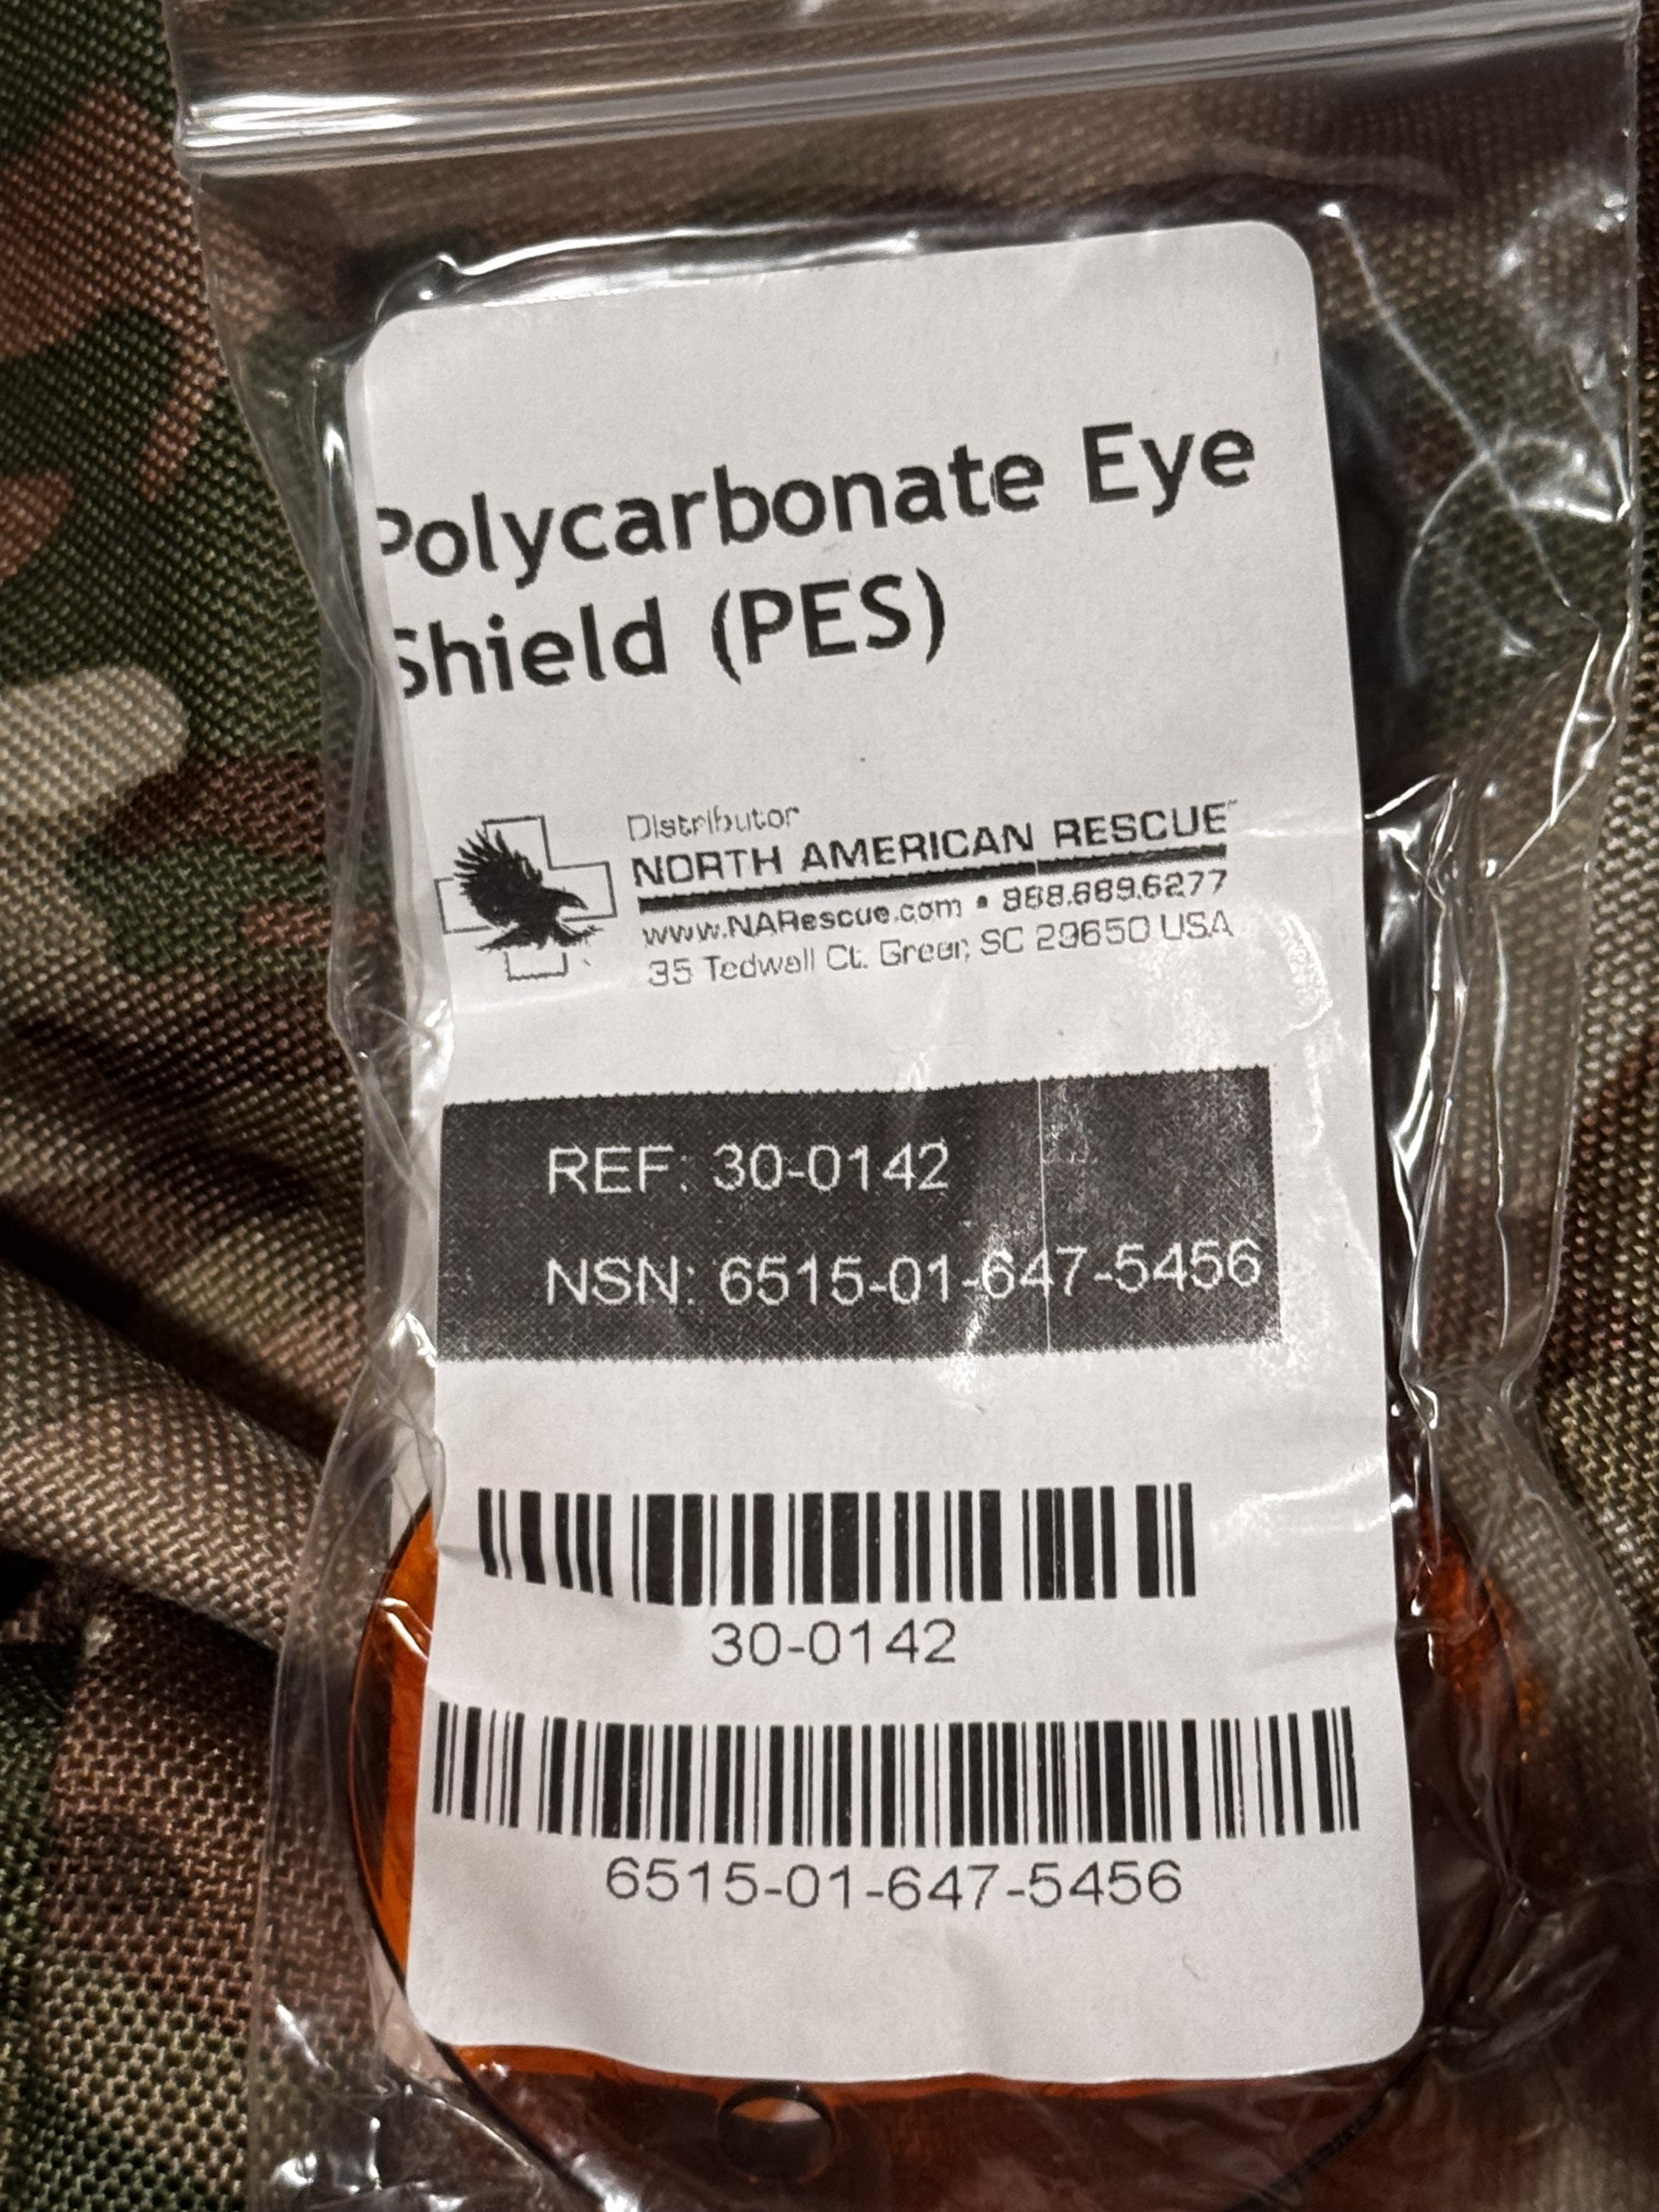 Polycarbonate Eye
Shield (PES)
Distributor
NORTH AMERICAN RESCUE™
www.NARescue.com • 888.689.6277
35 Tedwall Ct. Greer, SC 29650 USA
REF: 30-0142
NSN: 6515-01-647-5456
30-0142
6515-01-647-5456